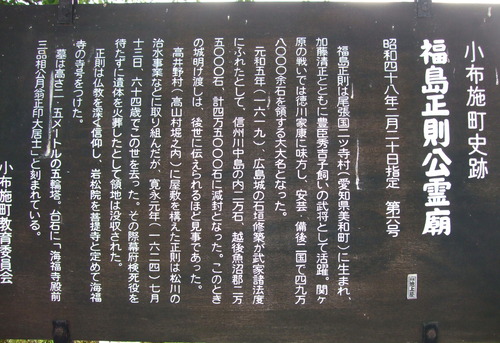 小布施町史跡
福島正則公霊廟
昭和四十八年二月二十日指定　第六号
福島正則は尾張国二ッ寺村（愛知県美和町）に生まれ、
加藤清正とともに豊臣秀吉子飼いの武将として活躍。関ヶ
原の戦いでは徳川家康に味方し、安芸　備後二国で四九万
八〇〇〇余石を領する大大名となった。
元和五年（一六一九）、広島城の石垣修築が武家諸法度
にふれたとして、信州川中島の内二万石、越後魚沼郡二万
五〇〇〇石、計四万五〇〇〇石に減封となった。このとき
の城明け渡しは、後世に伝えられるほど見事であった。
高井野村（高山村堀之内）に屋敷を構えた正則は松川の
治水事業などに取り組んだが、寛永元年（一六二四）七月
十三日、六十四歳でこの世を去った。その際幕府検死役を
待たずに遺体を火葬したとして領地は没収された。
正則は仏教を深く信仰し、岩松院を菩提寺と定めて海福
寺の寺号をつけた。
墓は高さ二・五メートルの五輪塔。台石に「海福寺殿前
三品相公月翁正印大居士」と刻まれている。
小布施町教育委員会